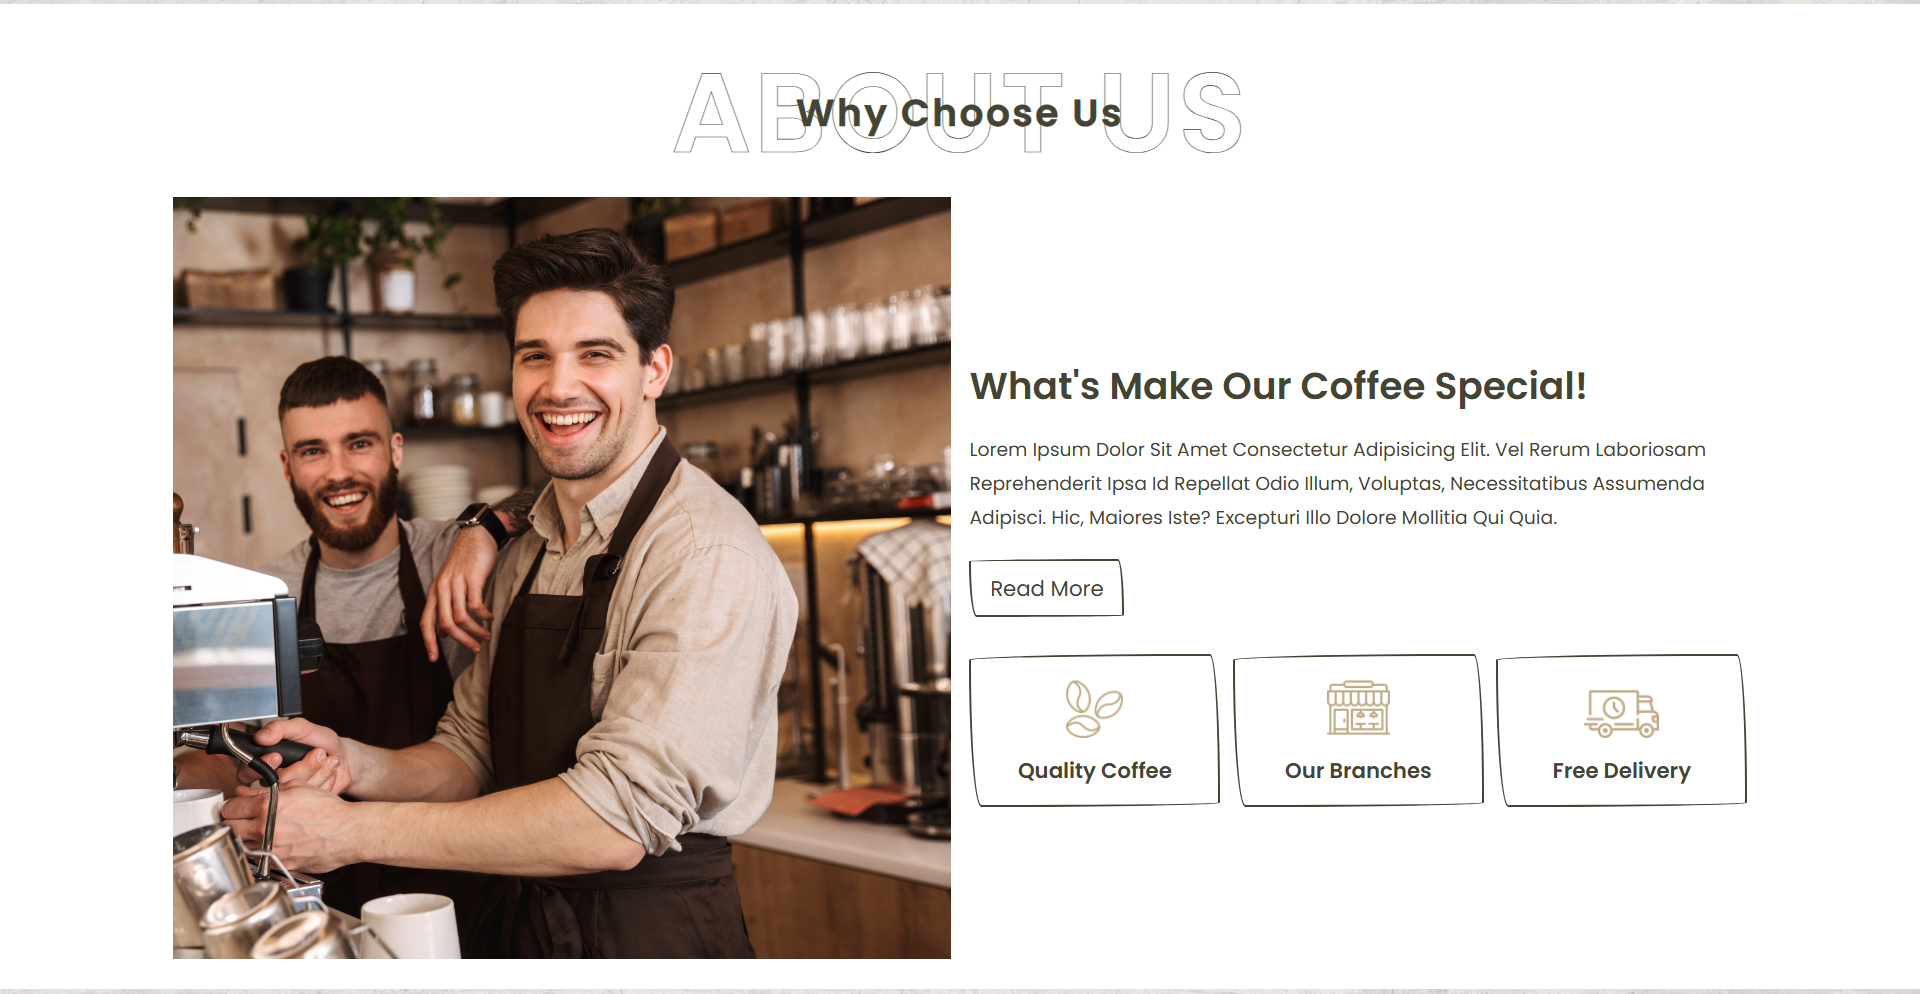 ABOUT US
Why Choose Us
What's Make Our Coffee Special!
Lorem Ipsum Dolor Sit Amet Consectetur Adipisicing Elit. Vel Rerum Laboriosam
Reprehenderit Ipsa Id Repellat Odio Illum, Voluptas, Necessitatibus Assumenda
Adipisci. Hic, Maiores Iste? Excepturi Illo Dolore Mollitia Qui Quia.
Read More
Quality Coffee
Our Branches
Free Delivery